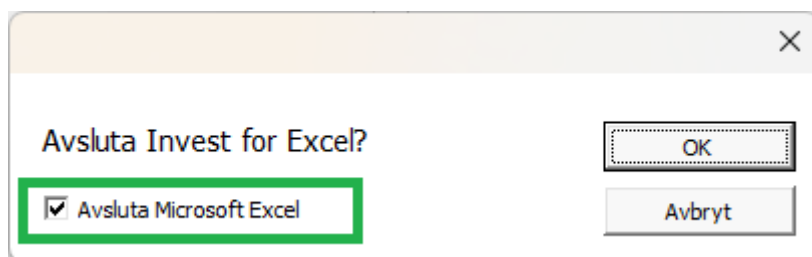 Avsluta Invest for Excel?
OK
Avsluta Microsoft Excel
Avbryt